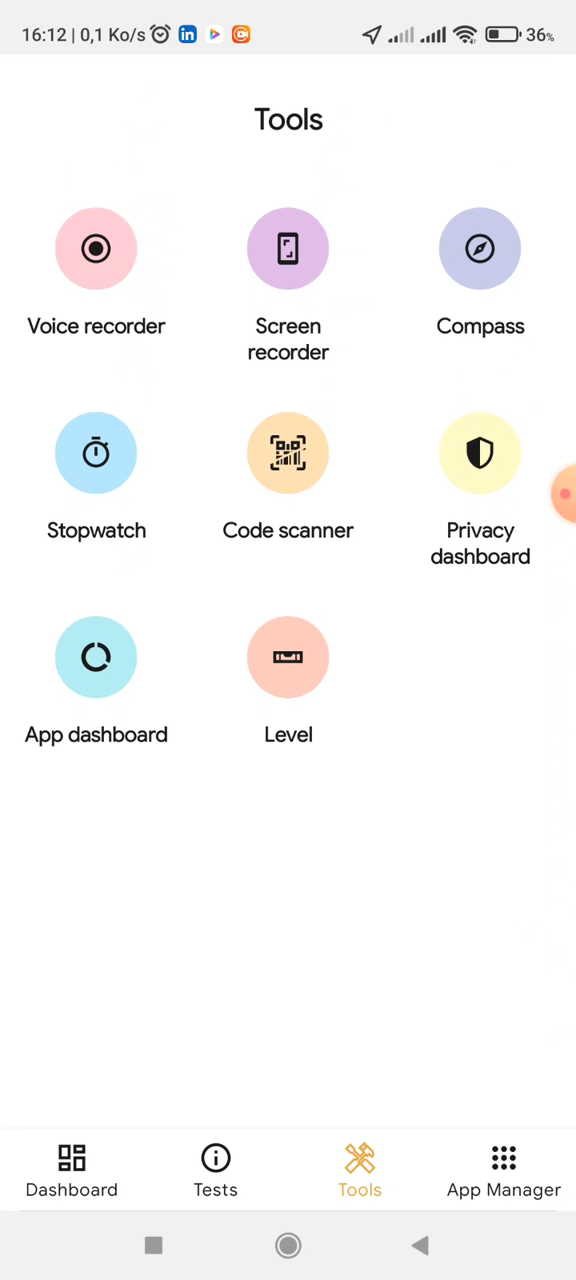 16:12 | 0,1 Ko/s
36%
Tools
Voice recorder
Screen
recorder
Compass
Stopwatch
Code scanner
Privacy
dashboard
App dashboard
Level
Dashboard
Tests
Tools
App Manager